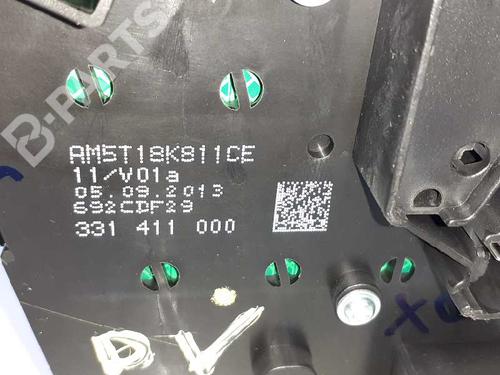 B-PARTS
AM5T18K811CE
11/V01a
05.09.2013
692CDF29
331 411 000